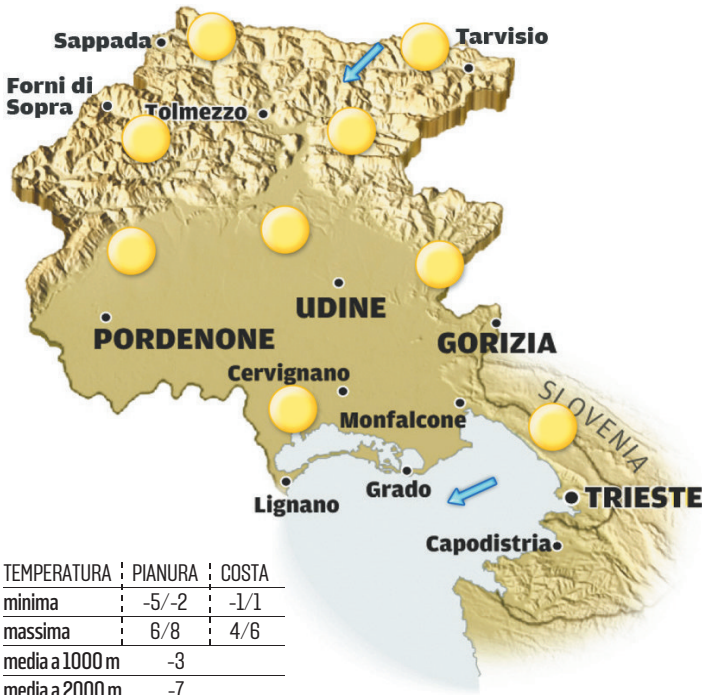 Sappada
Tarvisio
Forni di
Sopra
Tolmezzo
UDINE
PORDENONE
GORIZIA
Cervignano
SLOVENIA
Monfalcone
Grado
Lignano
TRIESTE
Capodistria
TEMPERATURA PIANURA COSTA
minima -5/-2 -1/1
massima 6/8 4/6
media a 1000 m -3
media a 2000 m -7